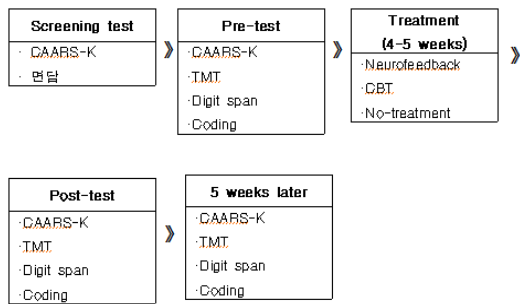 Screening test
· CAARS-K
· 면담
Pre-test
·CAARS-K
·TMT
·Digit span
·Coding
Treatment
(4-5 weeks)
·Neurofeedback
·CBT
·No-treatment
Post-test
·CAARS-K
·TMT
·Digit span
·Coding
5 weeks later
·CAARS-K
·TMT
·Digit span
·Coding